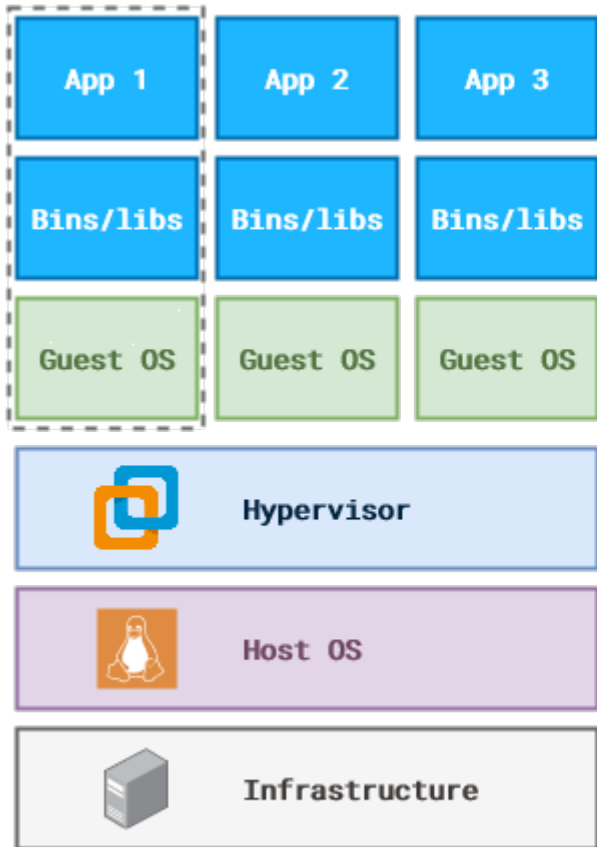 App 1 App 2 App 3
Bins/libs Bins/libs Bins/libs
Guest OS Guest OS Guest OS
Hypervisor
Host OS
Infrastructure